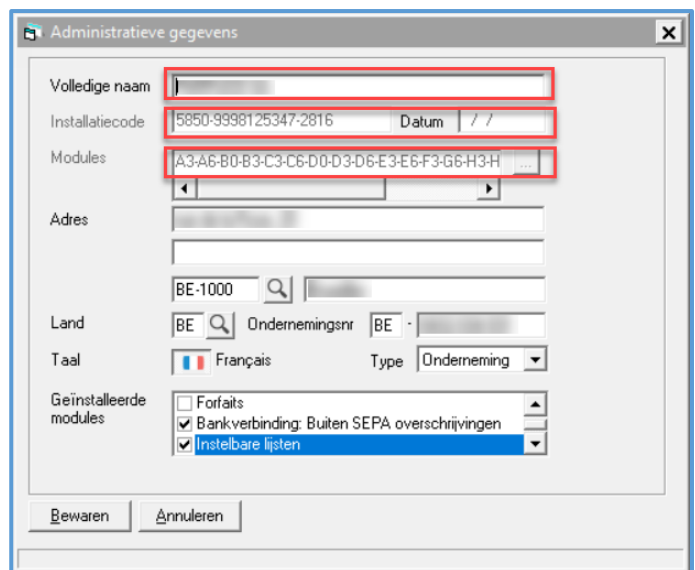 Administratieve gegevens
Volledige naam
Installatiecode 5850-9998125347-2816 Datum / /
Modules A3-A6-B0-B3-C3-C6-D0-D3-D6-E3-E6-F3-G6-H3-H ...
Adres
BE-1000
Land BE Ondernemingsnr BE -
Taal Français Type Onderneming
Geïnstalleerde modules
Forfaits
Bankverbinding: Buiten SEPA overschrijvingen
Instelbare lijsten
Bewaren Annuleren